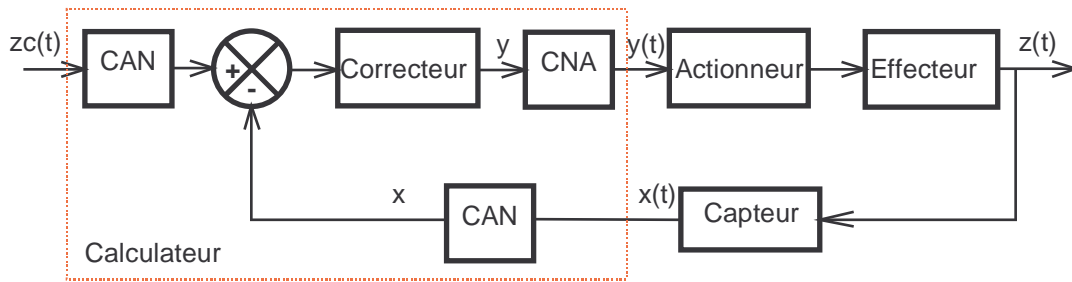 zc(t)
CAN
+
-
Correcteur
y
CNA
y(t)
Actionneur
Effecteur
z(t)
x
CAN
x(t)
Capteur
Calculateur